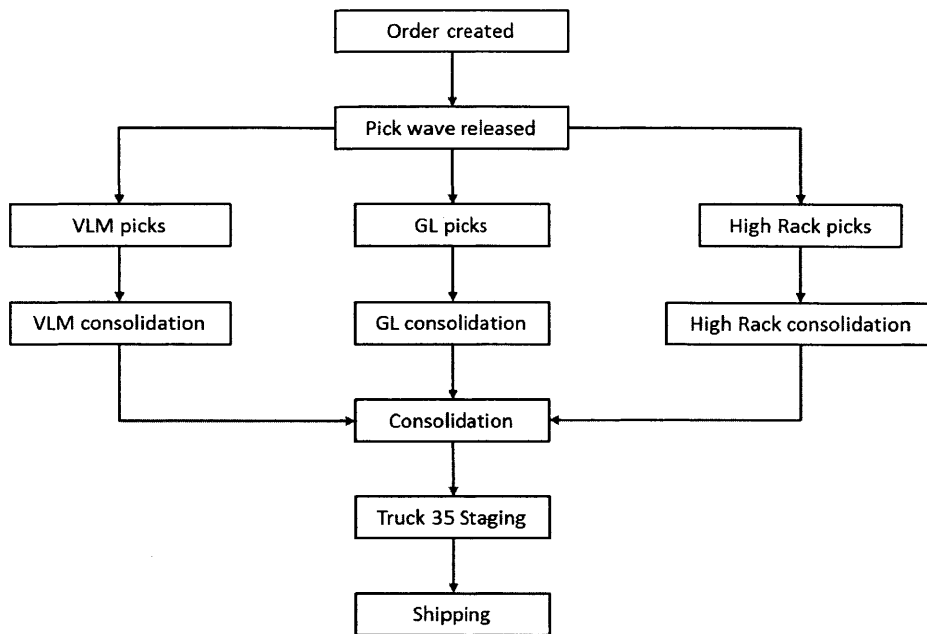 Order created
Pick wave released
VLM picks
GL picks
High Rack picks
VLM consolidation
GL consolidation
High Rack consolidation
Consolidation
Truck 35 Staging
Shipping